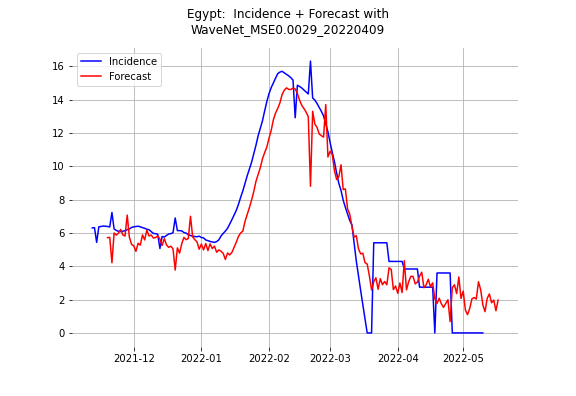 Egypt:  Incidence + Forecast with
WaveNet_MSE0.0029_20220409
Incidence
Forecast
16
14
12
10
8
6
4
2
0
2021-12 2022-01 2022-02 2022-03 2022-04 2022-05